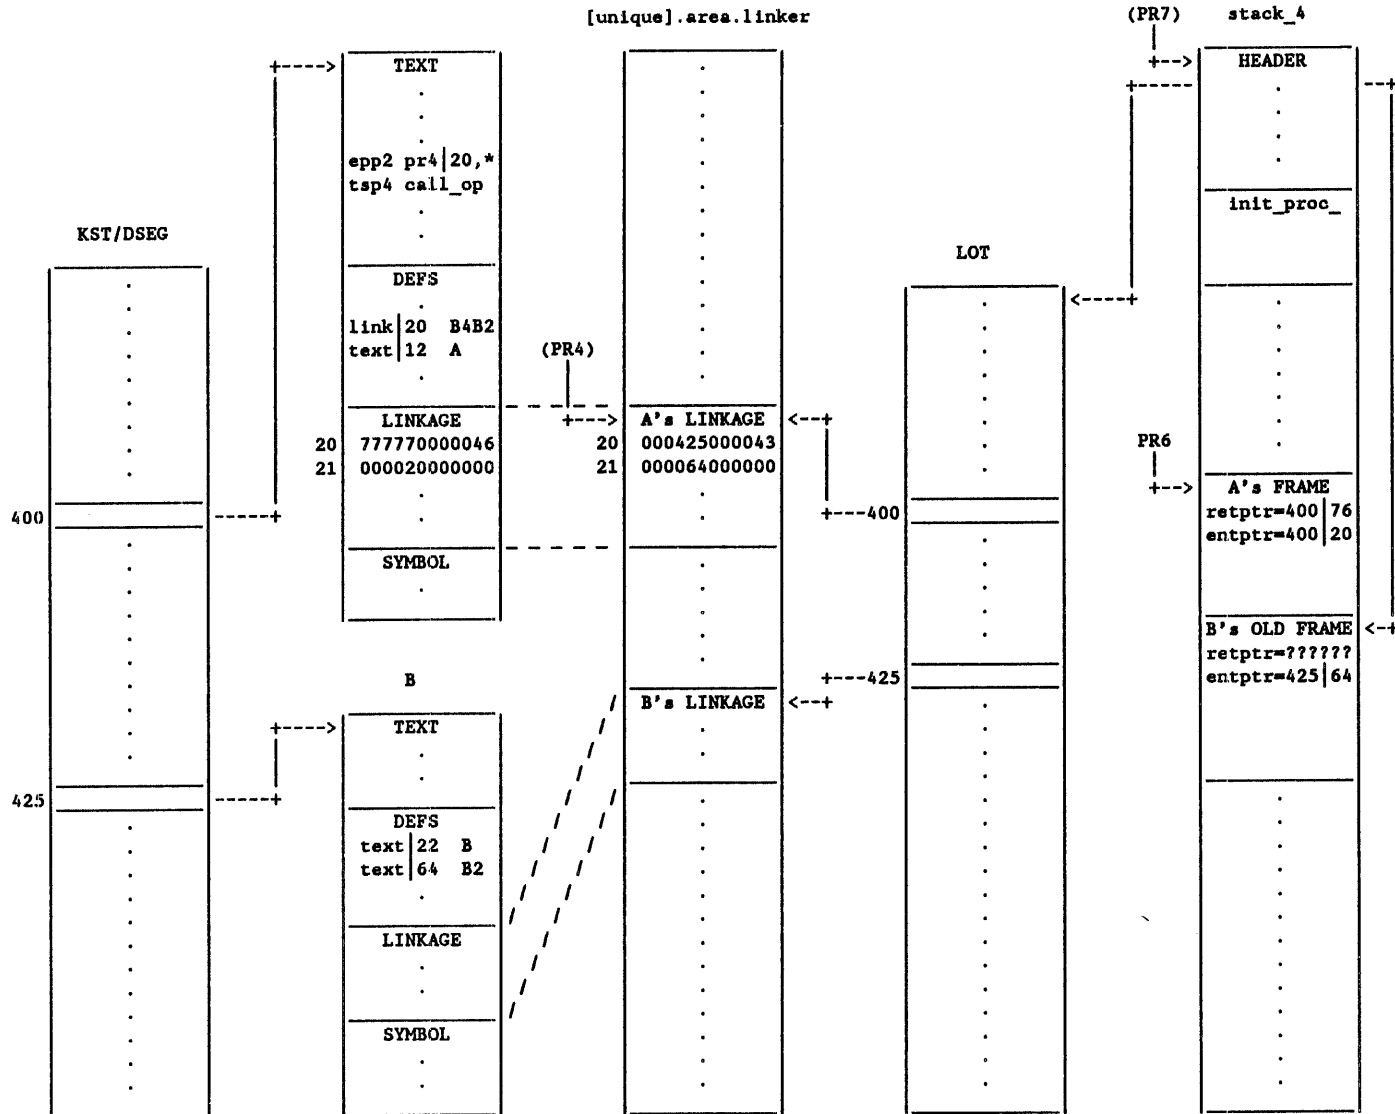 [unique].area.linker
(PR7) stack_4
TEXT
HEADER
epp2 pr4|20,*
tsp4 call_op
init_proc_
KST/DSEG
LOT
DEFS
link|20 B4B2
text|12 A
(PR4)
LINKAGE
A's LINKAGE
20 777770000046
20 000425000043
21 000020000000
21 000064000000
PR6
A's FRAME
retptr=400|76
entptr=400|20
400
400
SYMBOL
B's OLD FRAME
retptr=??????
entptr=425|64
B
425
B's LINKAGE
TEXT
425
DEFS
text|22 B
text|64 B2
LINKAGE
SYMBOL